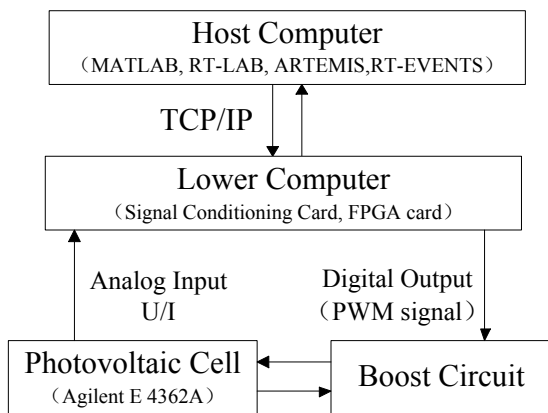 Host Computer
（MATLAB, RT-LAB, ARTEMIS,RT-EVENTS）
TCP/IP
Lower Computer
（Signal Conditioning Card, FPGA card）
Analog Input
U/I
Digital Output
（PWM signal）
Photovoltaic Cell
（Agilent E 4362A）
Boost Circuit